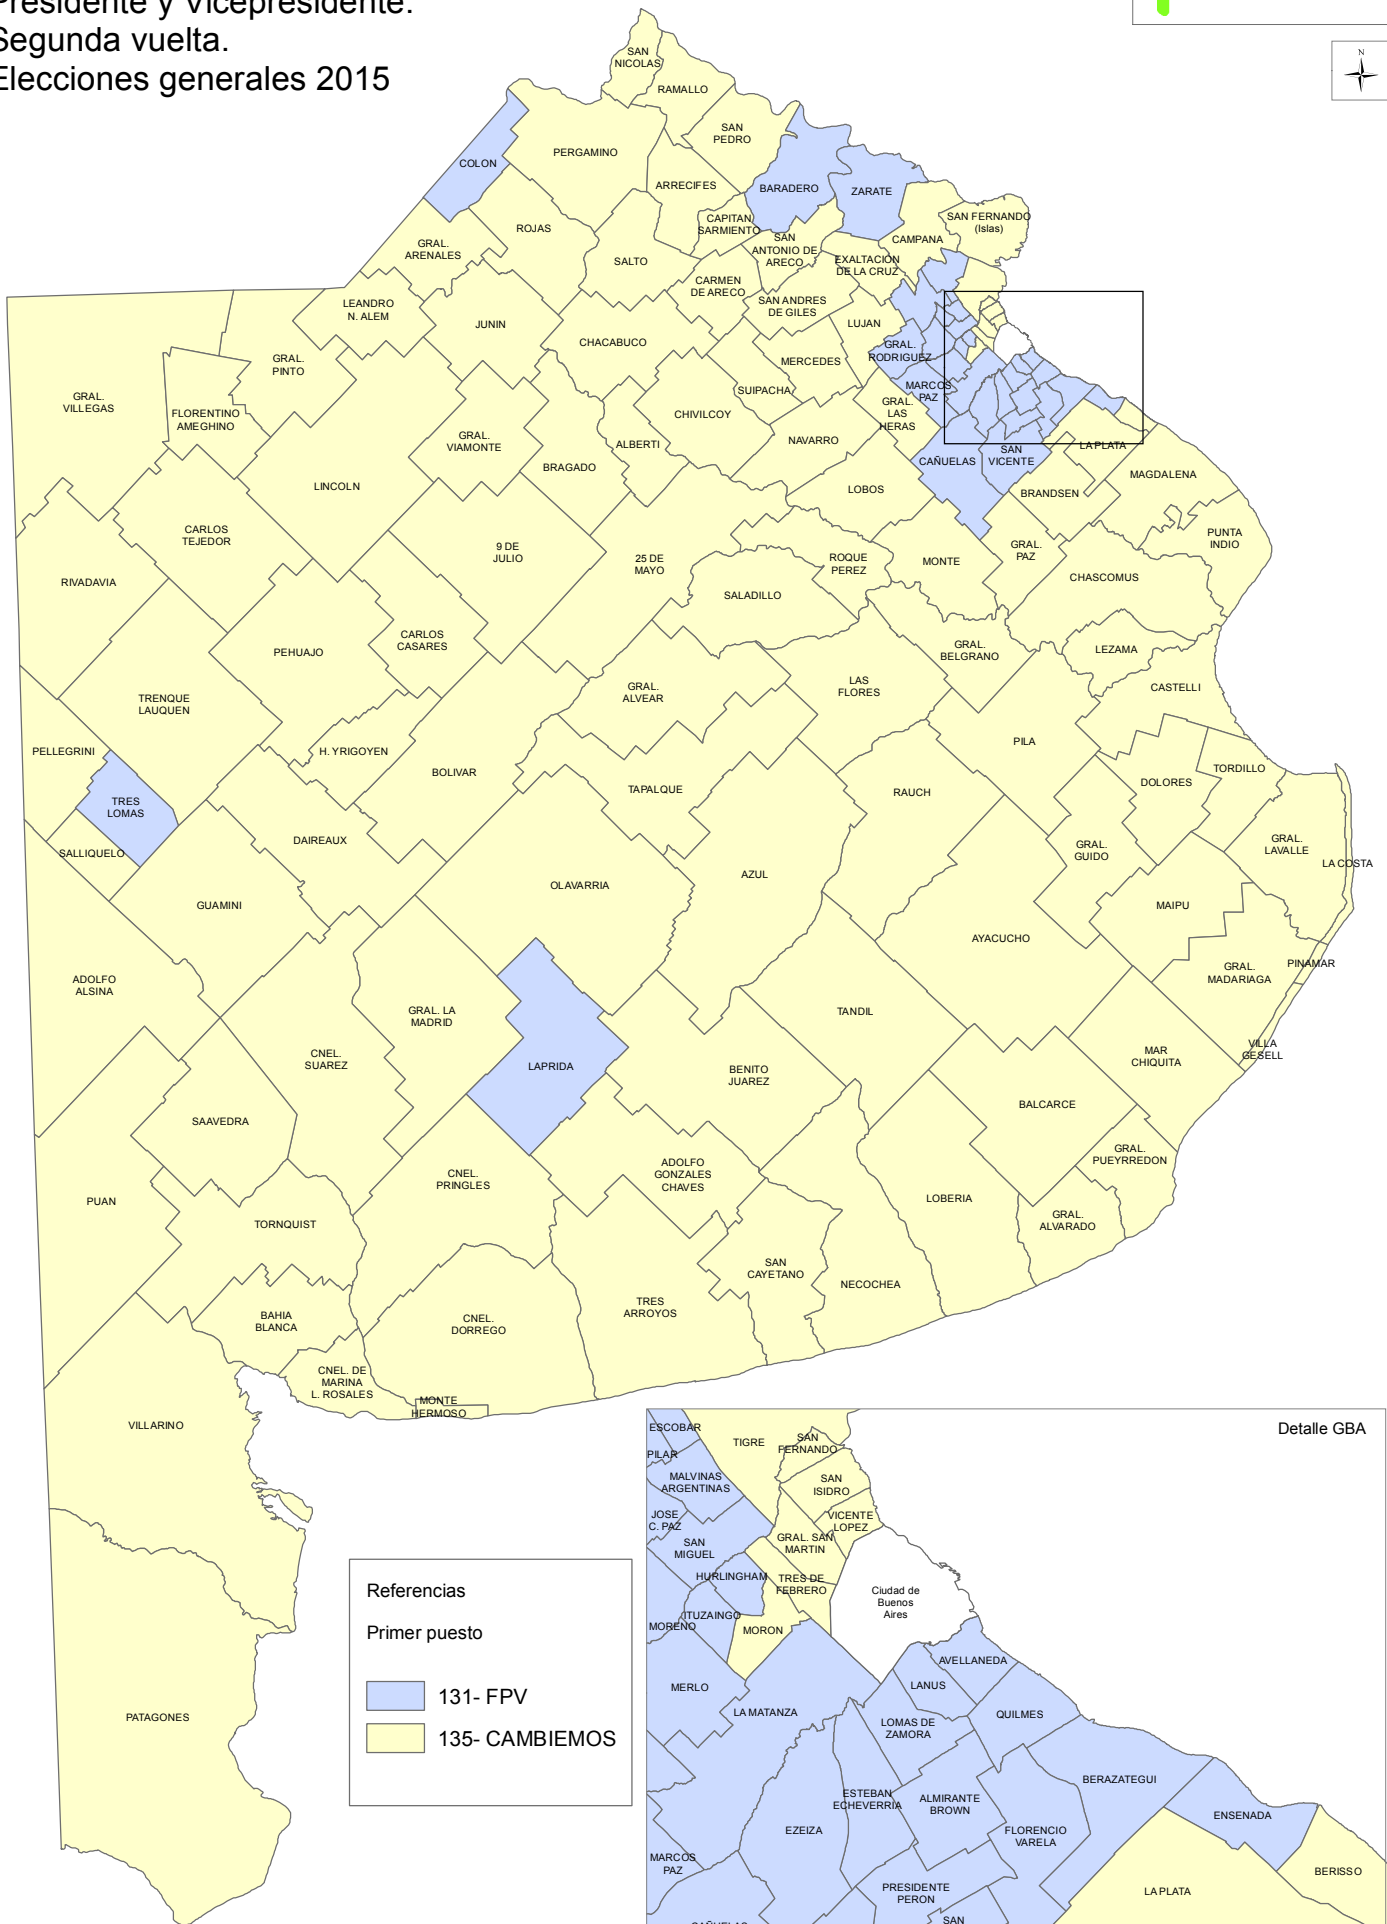 Presidente y Vicepresidente.
Segunda vuelta.
Elecciones generales 2015
N
SAN
NICOLAS
RAMALLO
SAN
PEDRO
PERGAMINO
COLON
ARRECIFES
BARADERO
ZARATE
CAPITAN
SARMIENTO
SAN FERNANDO
(Islas)
ROJAS
GRAL.
ARENALES
SALTO
SAN
ANTONIO DE
ARECO
CAMPANA
EXALTACION
DE LA CRUZ
CARMEN
DE ARECO
SAN ANDRES
DE GILES
LEANDRO
N. ALEM
JUNIN
CHACABUCO
LUJAN
GRAL.
RODRIGUEZ
MERCEDES
GRAL.
PINTO
SUIPACHA
MARCOS
PAZ
GRAL.
VILLEGAS
FLORENTINO
AMEGHINO
CHIVILCOY
GRAL.
LAS
HERAS
GRAL.
VIAMONTE
ALBERTI
NAVARRO
LA PLATA
BRAGADO
CAÑUELAS
SAN
VICENTE
MAGDALENA
LINCOLN
LOBOS
BRANDSEN
CARLOS
TEJEDOR
9 DE
JULIO
25 DE
MAYO
ROQUE
PEREZ
MONTE
GRAL.
PAZ
PUNTA
INDIO
RIVADAVIA
SALADILLO
CHASCOMUS
PEHUAJO
CARLOS
CASARES
GRAL.
BELGRANO
LEZAMA
TRENQUE
LAUQUEN
GRAL.
ALVEAR
LAS
FLORES
CASTELLI
PELLEGRINI
H. YRIGOYEN
PILA
BOLIVAR
TAPALQUE
RAUCH
DOLORES
TORDILLO
TRES
LOMAS
SALLIQUELO
DAIREAUX
GRAL.
GUIDO
GRAL.
LAVALLE
LA COSTA
OLAVARRIA
AZUL
GUAMINI
MAIPU
AYACUCHO
ADOLFO
ALSINA
GRAL.
MADARIAGA
PINAMAR
GRAL. LA
MADRID
TANDIL
CNEL.
SUAREZ
LAPRIDA
BENITO
JUAREZ
MAR
CHIQUITA
VILLA
GESELL
SAAVEDRA
BALCARCE
PUAN
CNEL.
PRINGLES
ADOLFO
GONZALES
CHAVES
GRAL.
PUEYRREDON
LOBERIA
TORNQUIST
GRAL.
ALVARADO
SAN
CAYETANO
NECOCHEA
BAHIA
BLANCA
CNEL.
DORREGO
TRES
ARROYOS
CNEL. DE
MARINA
L. ROSALES
MONTE
HERMOSO
VILLARINO
PATAGONES
Referencias
Primer puesto
131- FPV
135- CAMBIEMOS
Detalle GBA
ESCOBAR
TIGRE
SAN
FERNANDO
PILAR
MALVINAS
ARGENTINAS
SAN
ISIDRO
JOSE
C. PAZ
VICENTE
LOPEZ
SAN
MIGUEL
GRAL. SAN
MARTIN
HURLINGHAM
TRES DE
FEBRERO
Ciudad de
Buenos
Aires
ITUZAINGO
MORENO
MORON
AVELLANEDA
MERLO
LANUS
LA MATANZA
LOMAS DE
ZAMORA
QUILMES
BERAZATEGUI
ESTEBAN
ECHEVERRIA
ALMIRANTE
BROWN
ENSENADA
EZEIZA
FLORENCIO
VARELA
MARCOS
PAZ
BERISSO
PRESIDENTE
PERON
LA PLATA
SAN
CAÑUELAS